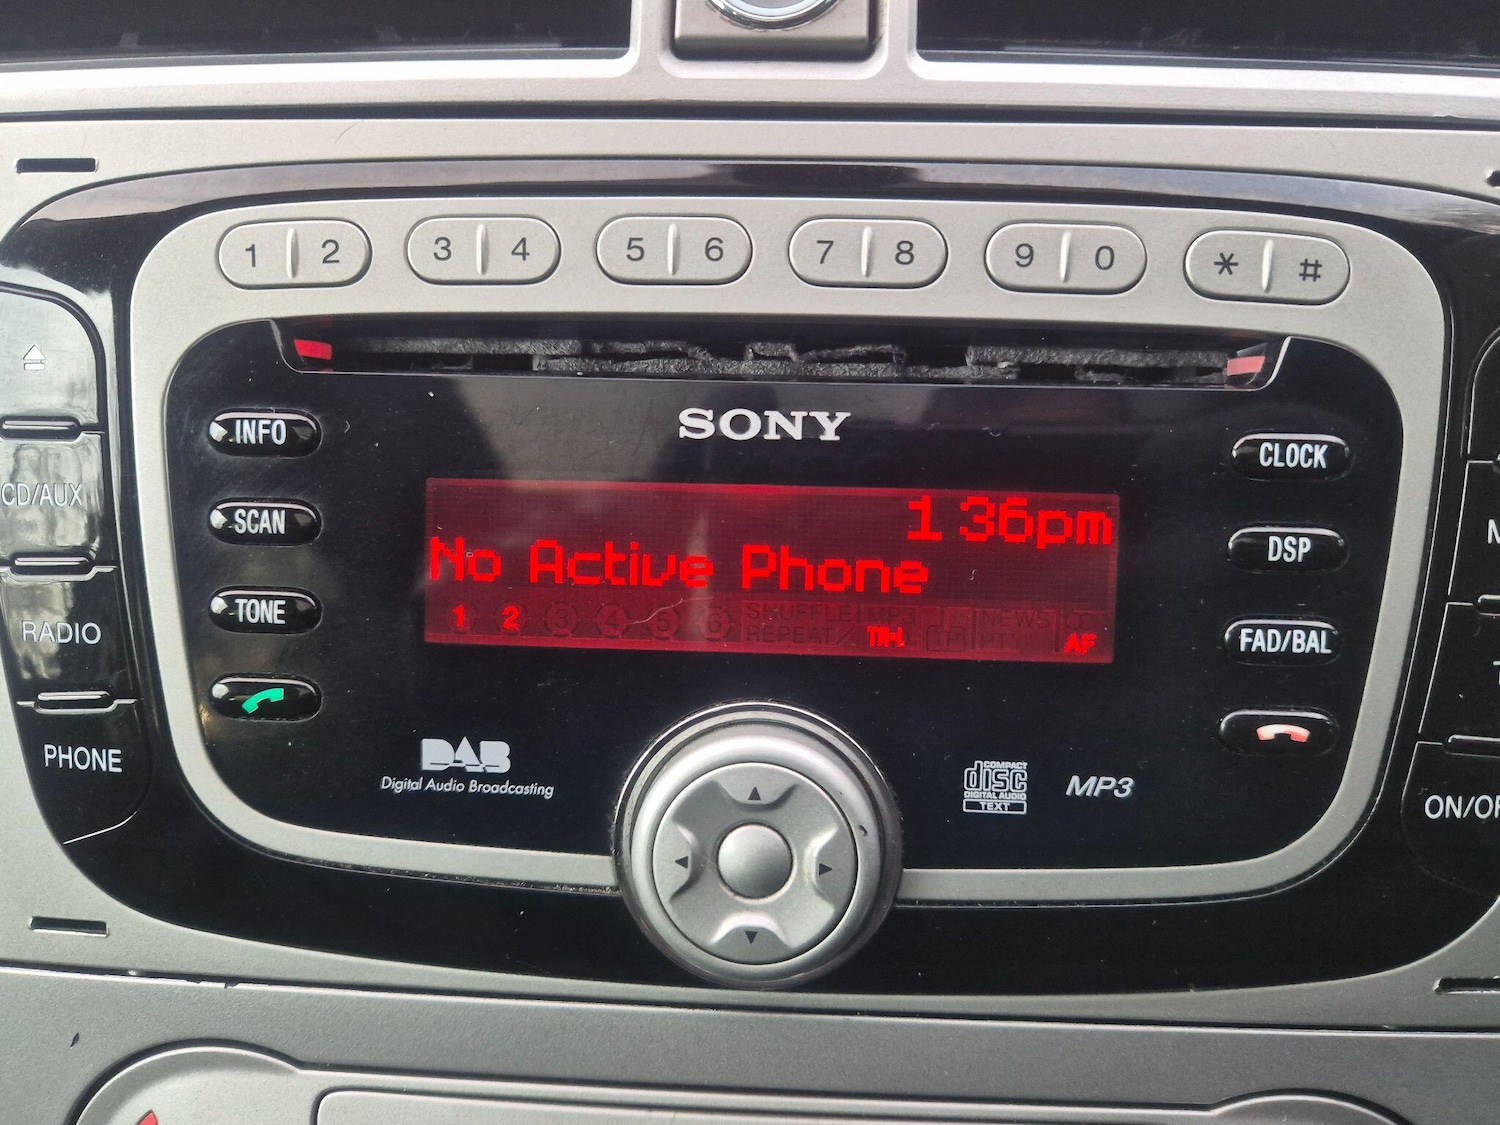 1 2 3 4 5 6 7 8 9 0 * #
SONY
INFO
CLOCK
CD/AUX
SCAN
DSP
1 36pm
No Active Phone
1 2 3 4 5 6 SHUFFLE MP3 NEWS
REPEAT TP AF
RADIO
TONE
FAD/BAL
PHONE
DAB
Digital Audio Broadcasting
COMPACT
disc
DIGITAL AUDIO
TEXT
MP3